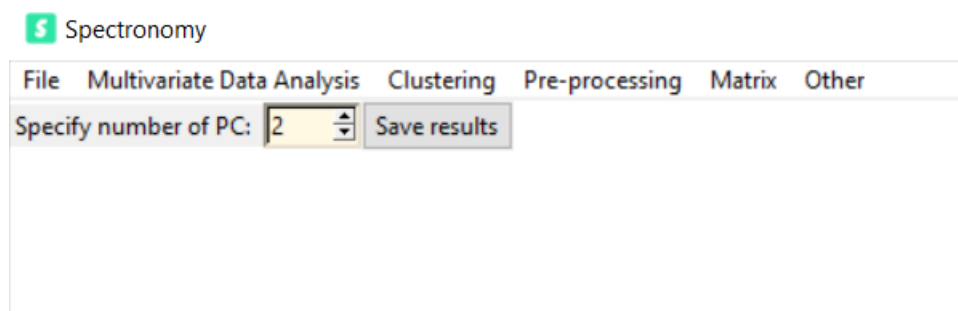 Spectronomy
File Multivariate Data Analysis Clustering Pre-processing Matrix Other
Specify number of PC: 2 Save results